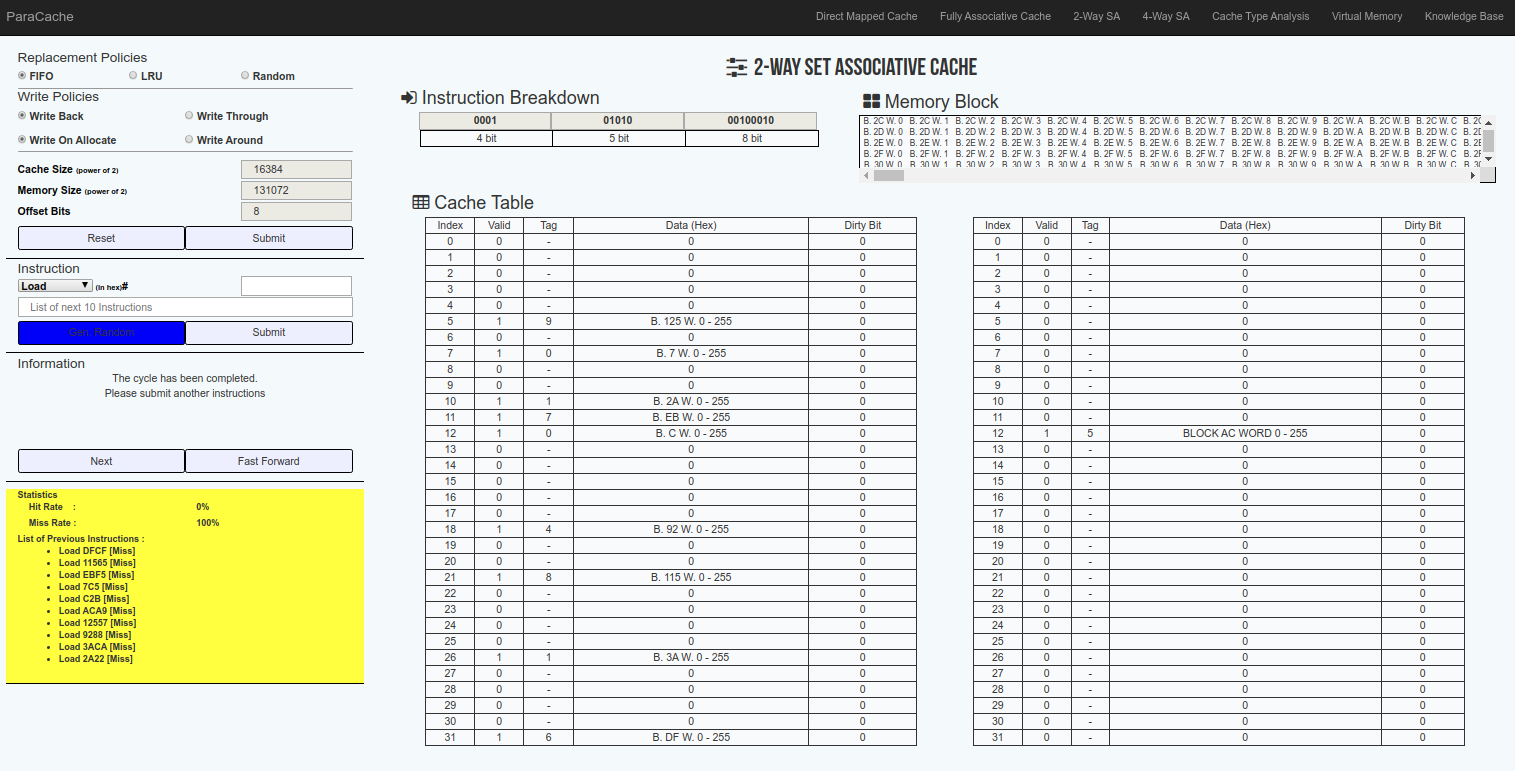 ParaCache Direct Mapped Cache Fully Associative Cache 2-Way SA 4-Way SA Cache Type Analysis Virtual Memory Knowledge Base
Replacement Policies
FIFO LRU Random
Write Policies
Write Back Write Through
Write On Allocate Write Around
Cache Size (power of 2) 16384
Memory Size (power of 2) 131072
Offset Bits 8
Reset Submit
Instruction
Load (in hex)#
List of next 10 Instructions
Gen. Random Submit
Information
The cycle has been completed.
Please submit another instructions
Next Fast Forward
Statistics
Hit Rate : 0%
Miss Rate : 100%
List of Previous Instructions :
Load DFCF [Miss]
Load 11565 [Miss]
Load EBF5 [Miss]
Load 7C5 [Miss]
Load C2B [Miss]
Load ACA9 [Miss]
Load 12557 [Miss]
Load 9288 [Miss]
Load 3ACA [Miss]
Load 2A22 [Miss]
2-WAY SET ASSOCIATIVE CACHE
Instruction Breakdown
0001 01010 00100010
4 bit 5 bit 8 bit
Memory Block
B. 2C W. 0 B. 2C W. 1 B. 2C W. 2 B. 2C W. 3 B. 2C W. 4 B. 2C W. 5 B. 2C W. 6 B. 2C W. 7 B. 2C W. 8 B. 2C W. 9 B. 2C W. A B. 2C W. B B. 2C W. C B. 2C
B. 2D W. 0 B. 2D W. 1 B. 2D W. 2 B. 2D W. 3 B. 2D W. 4 B. 2D W. 5 B. 2D W. 6 B. 2D W. 7 B. 2D W. 8 B. 2D W. 9 B. 2D W. A B. 2D W. B B. 2D W. C B. 2D
B. 2E W. 0 B. 2E W. 1 B. 2E W. 2 B. 2E W. 3 B. 2E W. 4 B. 2E W. 5 B. 2E W. 6 B. 2E W. 7 B. 2E W. 8 B. 2E W. 9 B. 2E W. A B. 2E W. B B. 2E W. C B. 2E
B. 2F W. 0 B. 2F W. 1 B. 2F W. 2 B. 2F W. 3 B. 2F W. 4 B. 2F W. 5 B. 2F W. 6 B. 2F W. 7 B. 2F W. 8 B. 2F W. 9 B. 2F W. A B. 2F W. B B. 2F W. C B. 2F
B. 30 W. 0 B. 30 W. 1 B. 30 W. 2 B. 30 W. 3 B. 30 W. 4 B. 30 W. 5 B. 30 W. 6 B. 30 W. 7 B. 30 W. 8 B. 30 W. 9 B. 30 W. A B. 30 W. B B. 30 W. C B. 30
Cache Table
Index Valid Tag Data (Hex) Dirty Bit Index Valid Tag Data (Hex) Dirty Bit
0 0 - 0 0 0 0 - 0 0
1 0 - 0 0 1 0 - 0 0
2 0 - 0 0 2 0 - 0 0
3 0 - 0 0 3 0 - 0 0
4 0 - 0 0 4 0 - 0 0
5 1 9 B. 125 W. 0 - 255 0 5 0 - 0 0
6 0 - 0 0 6 0 - 0 0
7 1 0 B. 7 W. 0 - 255 0 7 0 - 0 0
8 0 - 0 0 8 0 - 0 0
9 0 - 0 0 9 0 - 0 0
10 1 1 B. 2A W. 0 - 255 0 10 0 - 0 0
11 1 7 B. EB W. 0 - 255 0 11 0 - 0 0
12 1 0 B. C W. 0 - 255 0 12 1 5 BLOCK AC WORD 0 - 255 0
13 0 - 0 0 13 0 - 0 0
14 0 - 0 0 14 0 - 0 0
15 0 - 0 0 15 0 - 0 0
16 0 - 0 0 16 0 - 0 0
17 0 - 0 0 17 0 - 0 0
18 1 4 B. 92 W. 0 - 255 0 18 0 - 0 0
19 0 - 0 0 19 0 - 0 0
20 0 - 0 0 20 0 - 0 0
21 1 8 B. 115 W. 0 - 255 0 21 0 - 0 0
22 0 - 0 0 22 0 - 0 0
23 0 - 0 0 23 0 - 0 0
24 0 - 0 0 24 0 - 0 0
25 0 - 0 0 25 0 - 0 0
26 1 1 B. 3A W. 0 - 255 0 26 0 - 0 0
27 0 - 0 0 27 0 - 0 0
28 0 - 0 0 28 0 - 0 0
29 0 - 0 0 29 0 - 0 0
30 0 - 0 0 30 0 - 0 0
31 1 6 B. DF W. 0 - 255 0 31 0 - 0 0